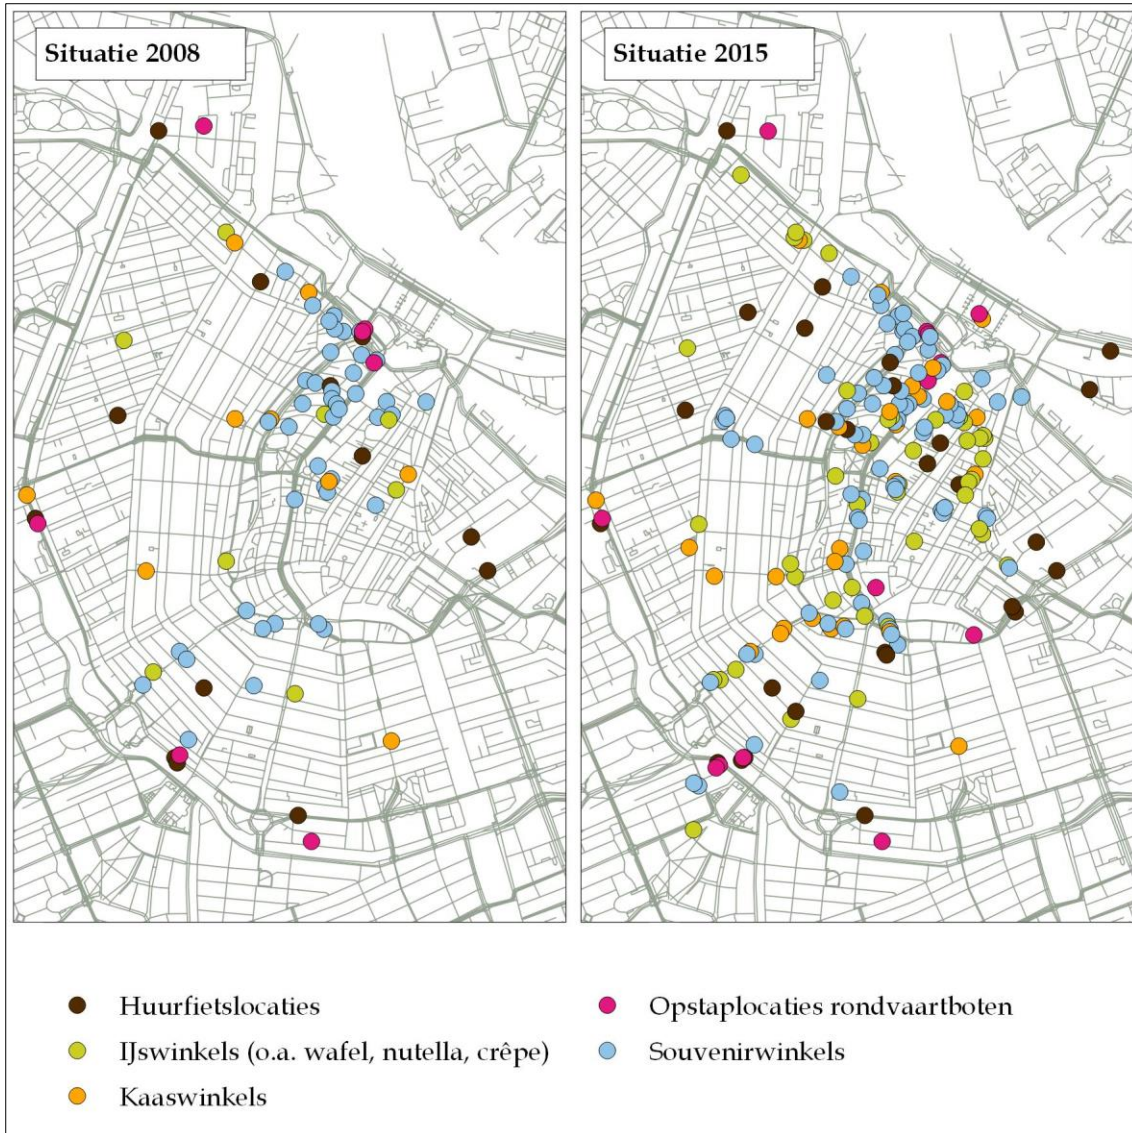 Situatie 2008
Situatie 2015
Huurfietslocaties
IJswinkels (o.a. wafel, nutella, crêpe)
Kaaswinkels
Opstaplocaties rondvaartboten
Souvenirwinkels